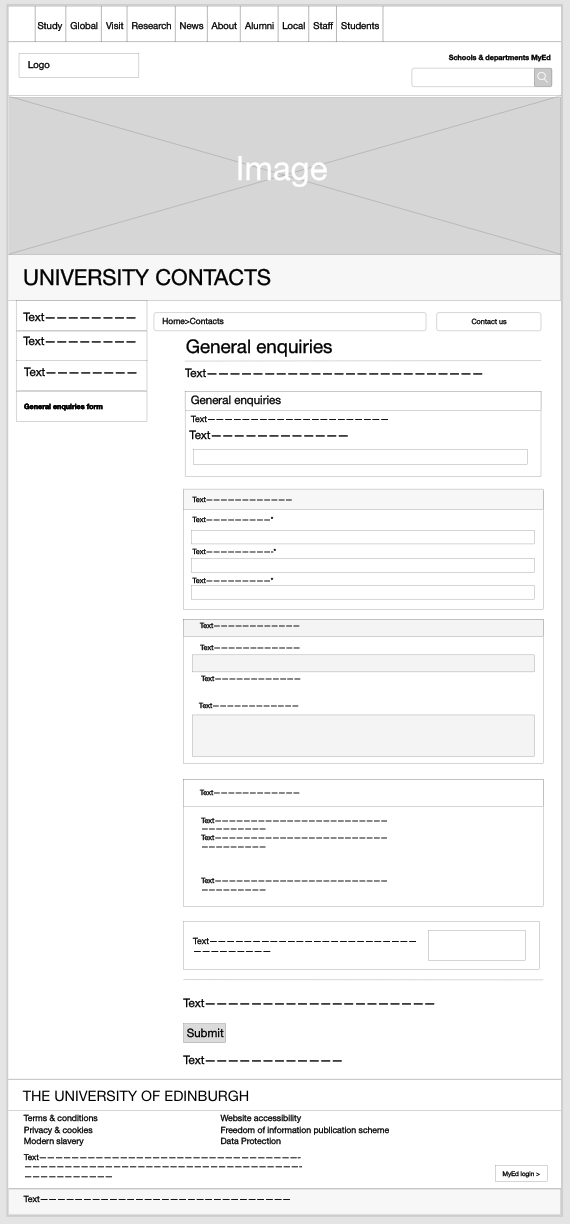 Study Global Visit Research News About Alumni Local Staff Students
Schools & departments MyEd
Logo
Image
UNIVERSITY CONTACTS
Text————————
Text————————
Text————————
General enquiries form
Home>Contacts
Contact us
General enquiries
Text————————————————————————
General enquiries
Text————————————————————
Text————————————
Text————————————
Text—————————*
Text—————————-*
Text—————————*
Text————————————
Text————————————
Text————————————
Text————————————
Text————————————
Text————————————————————————
—————————
Text————————————————————————
—————————
Text————————————————————————
—————————
Text————————————————————————
—————————
Text————————————————————
Submit
Text————————————
THE UNIVERSITY OF EDINBURGH
Terms & conditions
Website accessibility
Privacy & cookies
Freedom of information publication scheme
Modern slavery
Data Protection
Text——————————————————————————
——————————————————————————————
————————————
MyEd login >
Text—————————————————————————